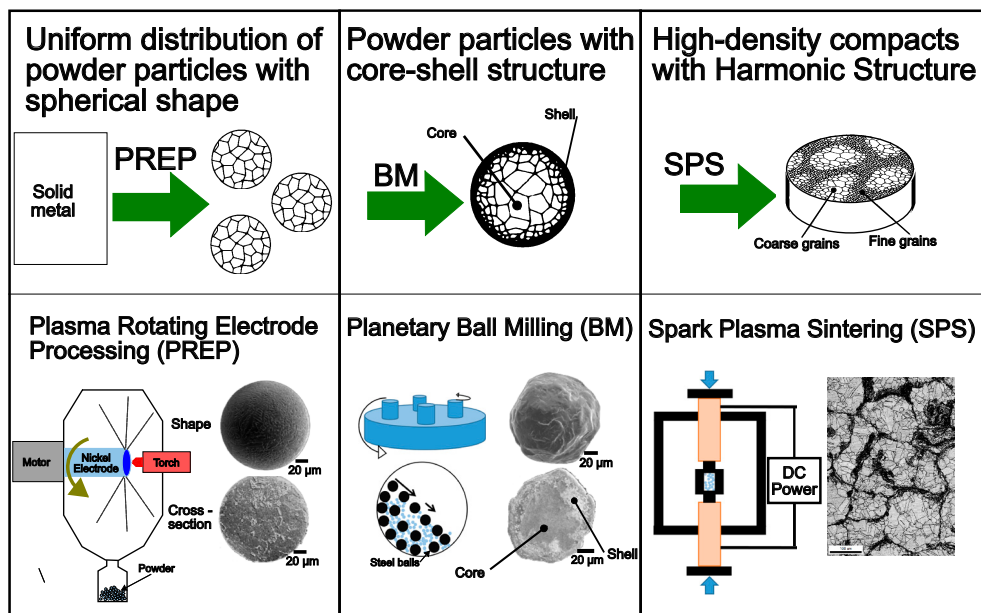 Uniform distribution of
powder particles with
spherical shape
Solid
metal
PREP
Powder particles with
core-shell structure
Core
Shell
BM
High-density compacts
with Harmonic Structure
SPS
Coarse grains
Fine grains
Plasma Rotating Electrode
Processing (PREP)
Motor
Nickel
Electrode
Torch
Powder
Shape
20 µm
Cross -
section
20 µm
Planetary Ball Milling (BM)
Steel balls
20 µm
Core
Shell
20 µm
Spark Plasma Sintering (SPS)
DC
Power